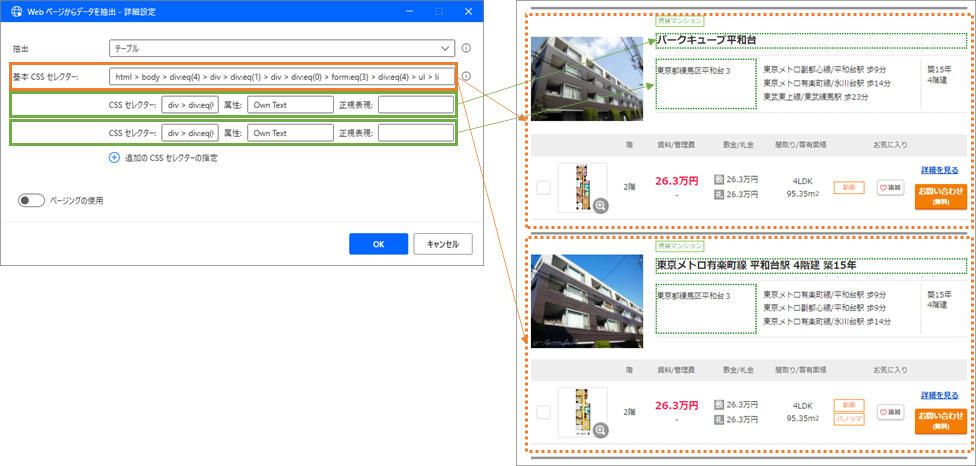 Web ページからデータを抽出 - 詳細設定
抽出: テーブル
基本 CSS セレクター: html > body > div:eq(4) > div > div:eq(1) > div > div:eq(0) > form:eq(3) > div:eq(4) > ul > li
CSS セレクター: div > div:eq( 属性: Own Text 正規表現:
CSS セレクター: div > div:eq( 属性: Own Text 正規表現:
追加の CSS セレクターの指定
ページングの使用
OK キャンセル
賃貸マンション
パークキューブ平和台
東京都練馬区平和台3
東京メトロ副都心線/平和台駅 歩9分
東京メトロ有楽町線/氷川台駅 歩14分
東武東上線/東武練馬駅 歩23分
築15年
4階建
階 賃料/管理費 敷金/礼金 間取り/専有面積 お気に入り
2階
26.3万円
-
敷 26.3万円
礼 26.3万円
4LDK
95.35m2
動画
追加
詳細を見る
お問い合わせ
(無料)
賃貸マンション
東京メトロ有楽町線 平和台駅 4階建 築15年
東京都練馬区平和台3
東京メトロ有楽町線/平和台駅 歩9分
東京メトロ副都心線/平和台駅 歩9分
東京メトロ有楽町線/氷川台駅 歩14分
築15年
4階建
階 賃料/管理費 敷金/礼金 間取り/専有面積 お気に入り
2階
26.3万円
-
敷 26.3万円
礼 26.3万円
4LDK
95.35m2
動画
パノラマ
追加
詳細を見る
お問い合わせ
(無料)